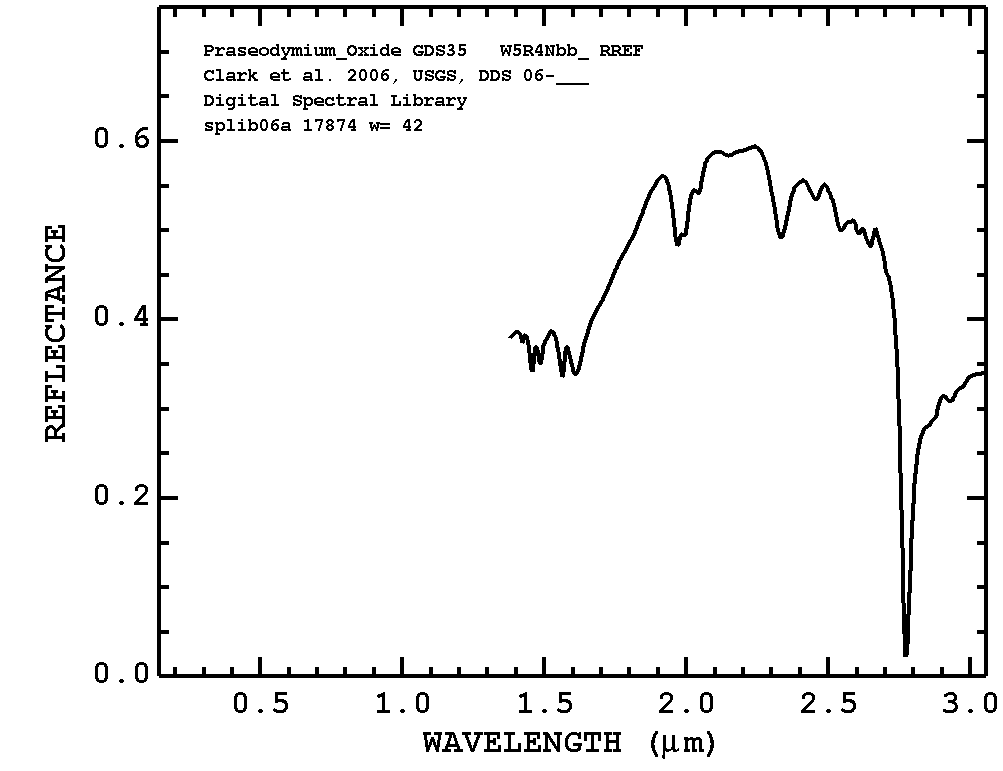 Praseodymium_Oxide GDS35 W5R4Nbb_ RREF
Clark et al. 2006, USGS, DDS 06-___
Digital Spectral Library
splib06a 17874 w= 42
0.6
0.4
0.2
0.0
REFLECTANCE
0.5 1.0 1.5 2.0 2.5 3.0
WAVELENGTH (μm)